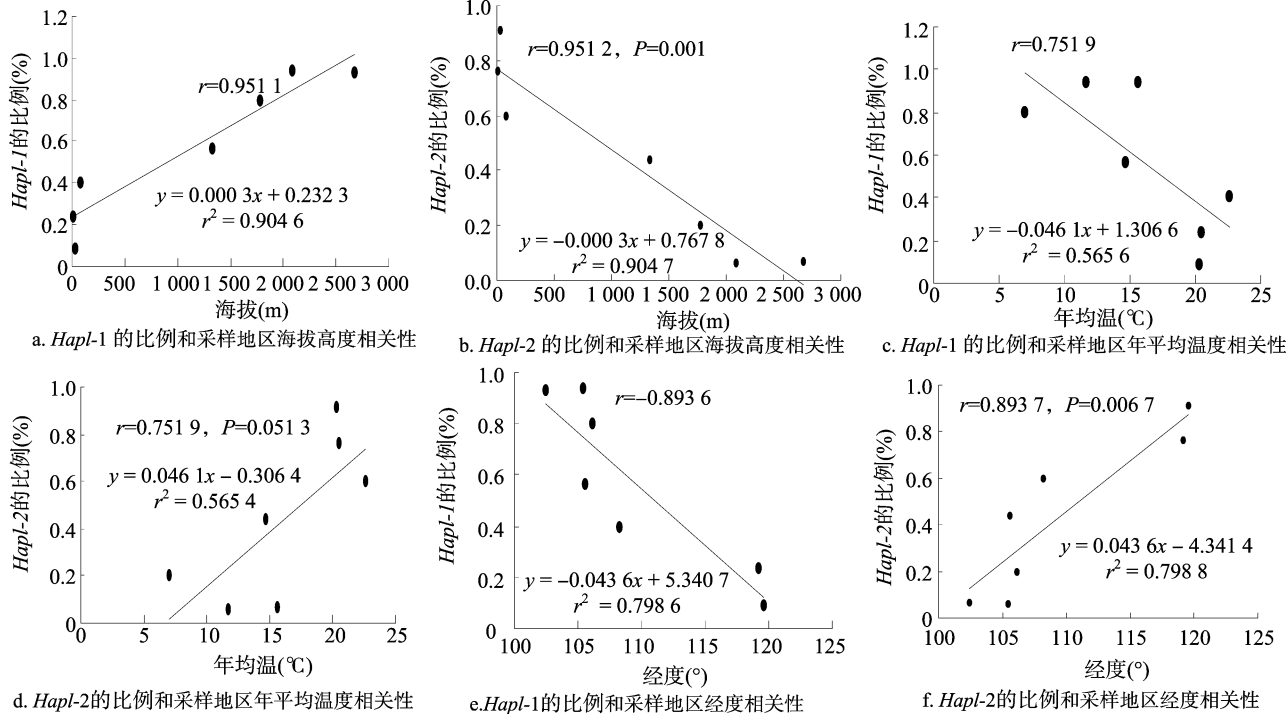 1.2
1.0
0.8
0.6
0.4
0.2
0
Hapl-1的比例(%)
r=0.951 1
y = 0.000 3x + 0.232 3
r² = 0.904 6
0 500 1 000 1 500 2 000 2 500 3 000
海拔(m)
a. Hapl-1 的比例和采样地区海拔高度相关性
1.0
0.8
0.6
0.4
0.2
0.0
Hapl-2的比例(%)
r=0.951 2，P=0.001
y = −0.000 3x + 0.767 8
r² = 0.904 7
0 500 1 000 1 500 2 000 2 500 3 000
海拔(m)
b. Hapl-2 的比例和采样地区海拔高度相关性
1.2
1.0
0.8
0.6
0.4
0.2
0
Hapl-1的比例(%)
r=0.751 9
y = −0.046 1x + 1.306 6
r² = 0.565 6
0 5 10 15 20 25
年均温(℃)
c. Hapl-1 的比例和采样地区年平均温度相关性
1.0
0.8
0.6
0.4
0.2
0
Hapl-2的比例(%)
r=0.751 9，P=0.051 3
y = 0.046 1x − 0.306 4
r² = 0.565 4
0 5 10 15 20 25
年均温(℃)
d. Hapl-2的比例和采样地区年平均温度相关性
1.0
0.8
0.6
0.4
0.2
0
Hapl-1的比例(%)
r=−0.893 6
y = −0.043 6x + 5.340 7
r² = 0.798 6
100 105 110 115 120 125
经度(°)
e.Hapl-1的比例和采样地区经度相关性
1.0
0.8
0.6
0.4
0.2
0
Hapl-2的比例(%)
r=0.893 7，P=0.006 7
y = 0.043 6x − 4.341 4
r² = 0.798 8
100 105 110 115 120 125
经度(°)
f. Hapl-2的比例和采样地区经度相关性